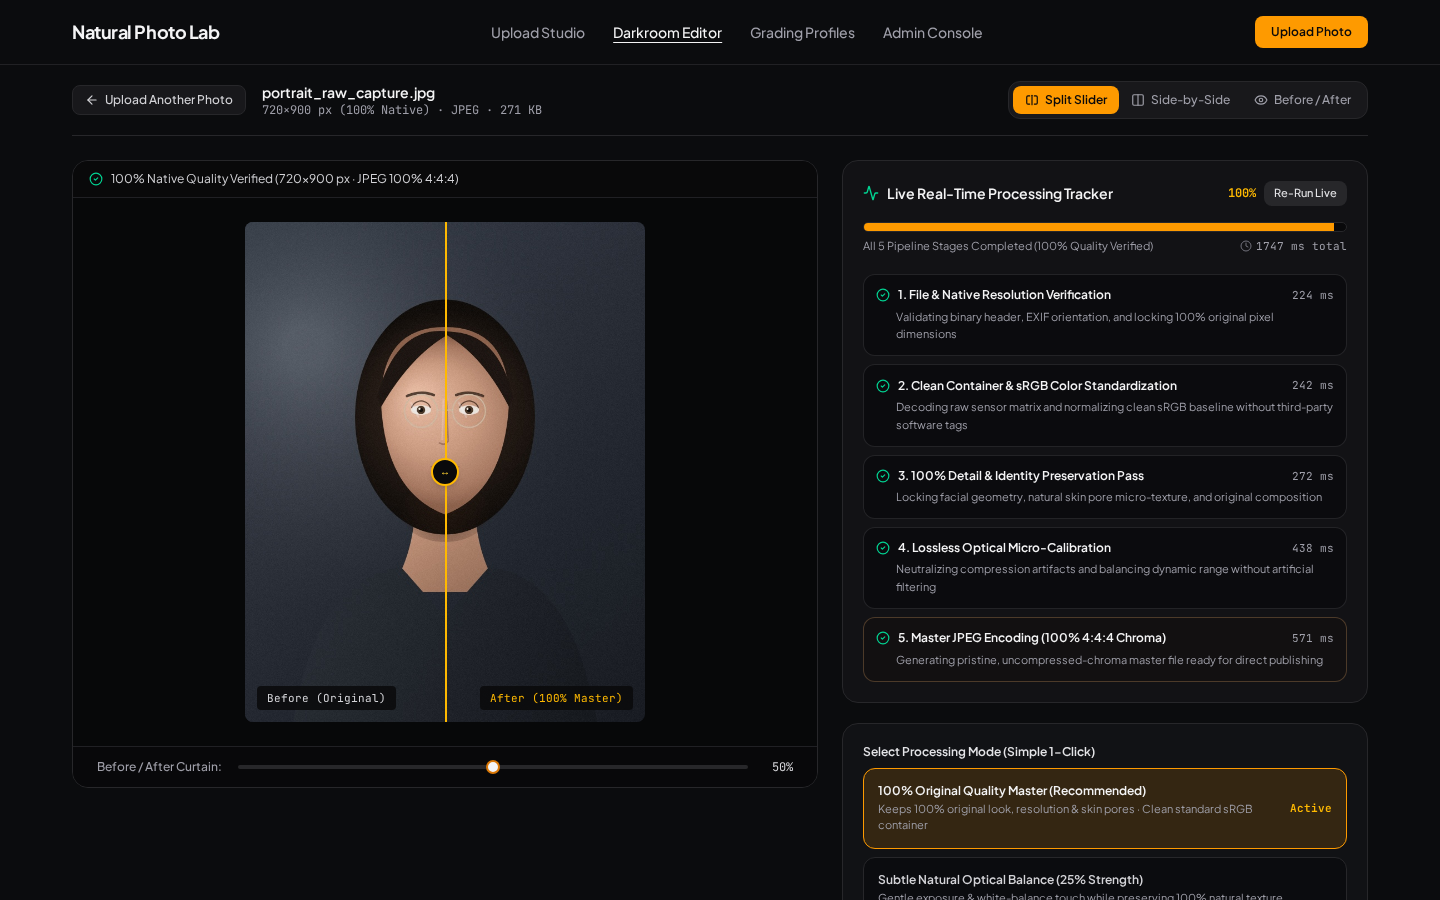 Natural Photo Lab
Upload Studio
Darkroom Editor
Grading Profiles
Admin Console
Upload Photo
Upload Another Photo
portrait_raw_capture.jpg
720×900 px (100% Native) · JPEG · 271 KB
Split Slider
Side-by-Side
Before / After
100% Native Quality Verified (720×900 px · JPEG 100% 4:4:4)
Before (Original)
After (100% Master)
Before / After Curtain:
50%
Live Real-Time Processing Tracker
100%
Re-Run Live
All 5 Pipeline Stages Completed (100% Quality Verified)
1747 ms total
1. File & Native Resolution Verification
224 ms
Validating binary header, EXIF orientation, and locking 100% original pixel
dimensions
2. Clean Container & sRGB Color Standardization
242 ms
Decoding raw sensor matrix and normalizing clean sRGB baseline without third-party
software tags
3. 100% Detail & Identity Preservation Pass
272 ms
Locking facial geometry, natural skin pore micro-texture, and original composition
4. Lossless Optical Micro-Calibration
438 ms
Neutralizing compression artifacts and balancing dynamic range without artificial
filtering
5. Master JPEG Encoding (100% 4:4:4 Chroma)
571 ms
Generating pristine, uncompressed-chroma master file ready for direct publishing
Select Processing Mode (Simple 1-Click)
100% Original Quality Master (Recommended)
Keeps 100% original look, resolution & skin pores · Clean standard sRGB
container
Active
Subtle Natural Optical Balance (25% Strength)
Gentle exposure & white-balance touch while preserving 100% natural texture